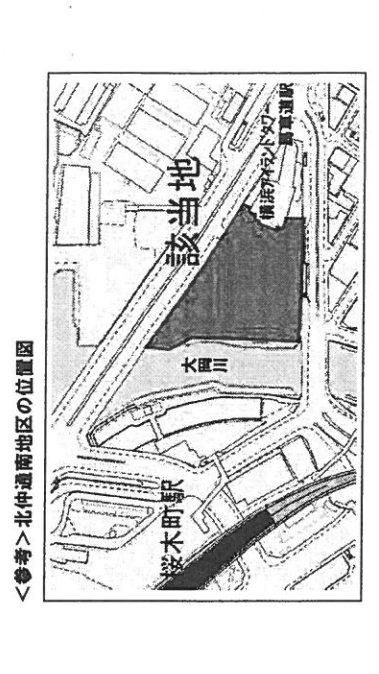 ＜参考＞北仲通南地区の位置図
該当地
横浜アイランドタワー
馬車道駅
大岡川
桜木町駅